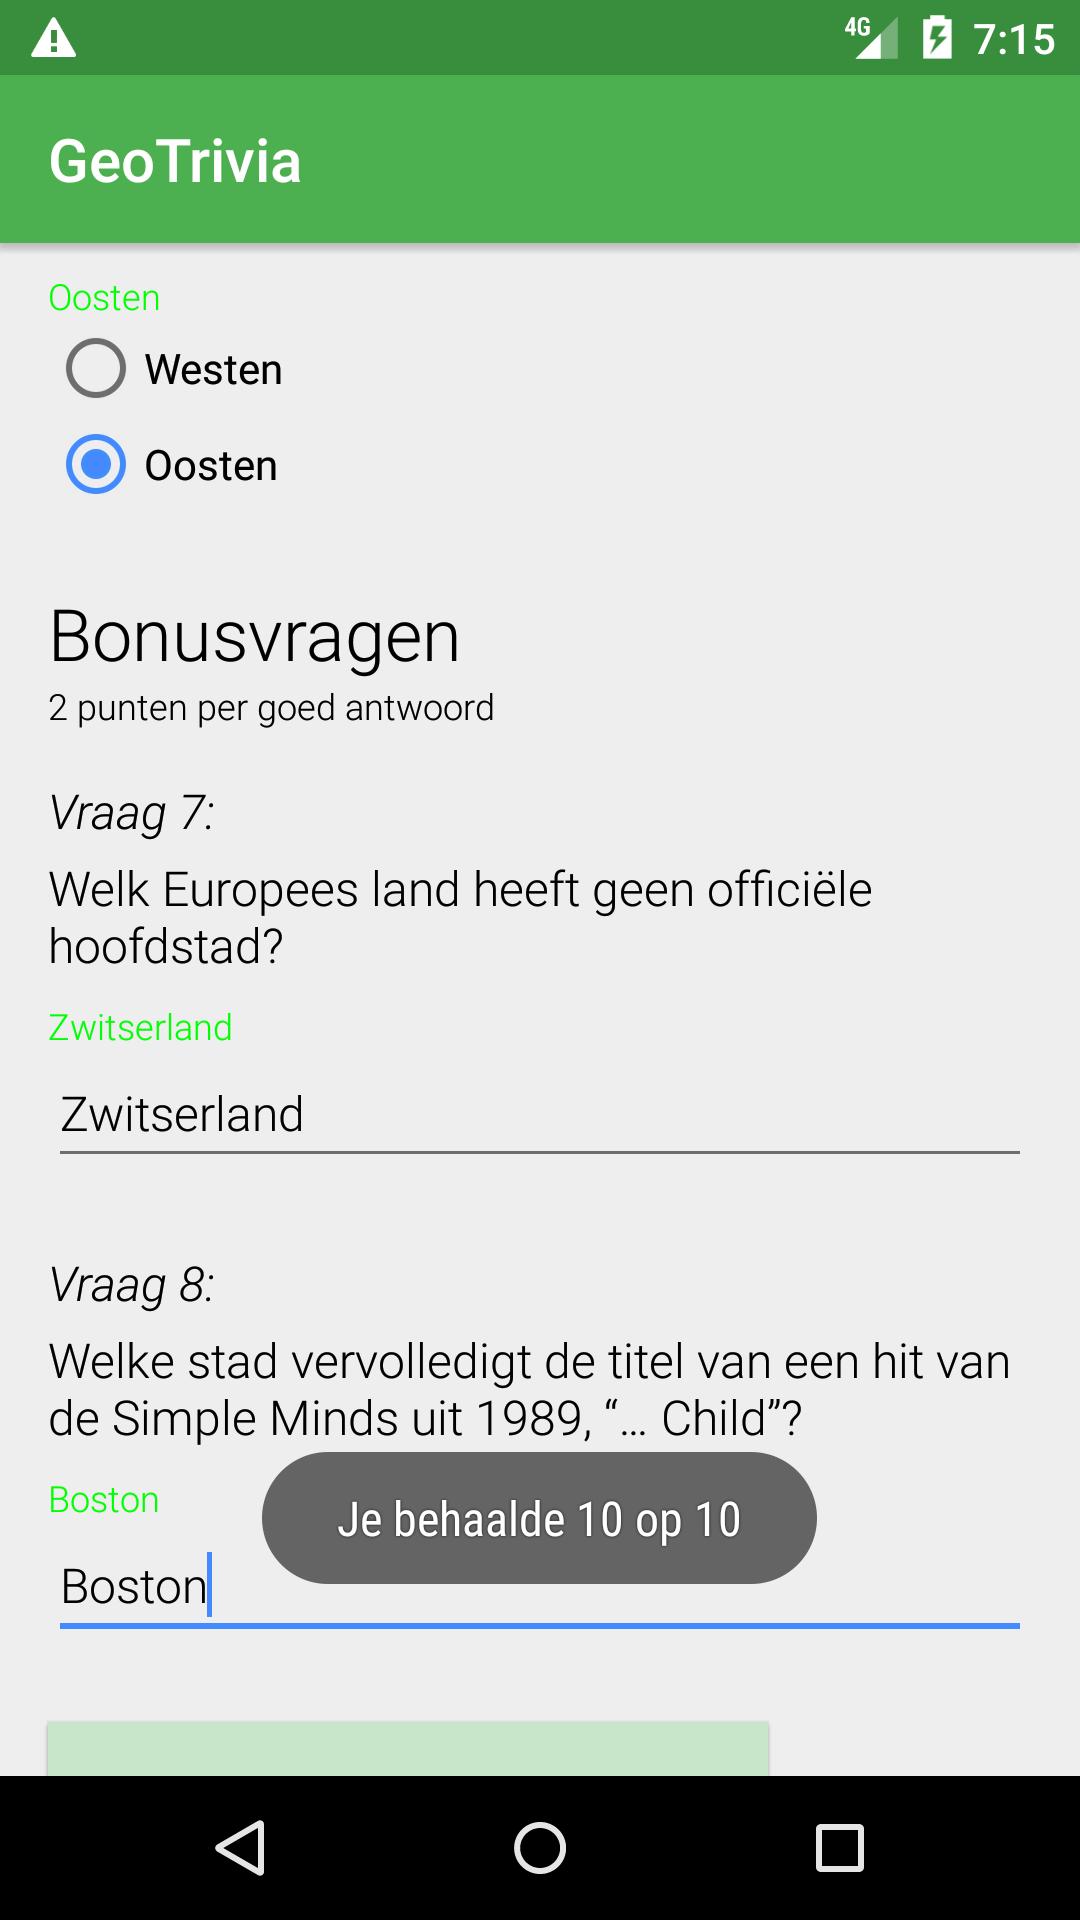 4G 7:15
GeoTrivia
Oosten
Westen
Oosten
Bonusvragen
2 punten per goed antwoord
Vraag 7:
Welk Europees land heeft geen officiële
hoofdstad?
Zwitserland
Zwitserland
Vraag 8:
Welke stad vervolledigt de titel van een hit van
de Simple Minds uit 1989, “… Child”?
Boston
Je behaalde 10 op 10
Boston